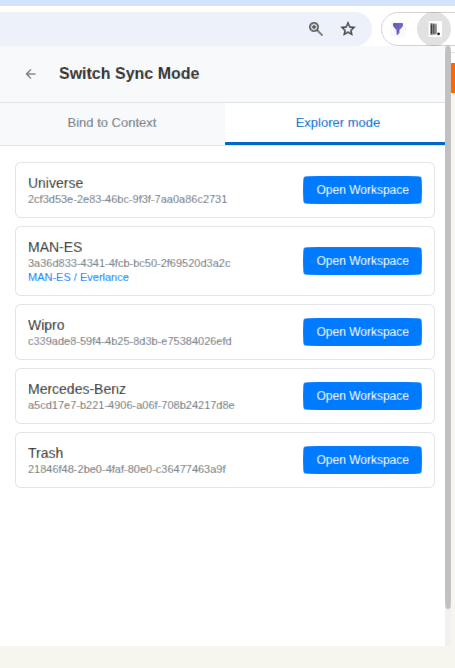 Switch Sync Mode
Bind to Context
Explorer mode
Universe
2cf3d53e-2e83-46bc-9f3f-7aa0a86c2731
Open Workspace
MAN-ES
3a36d833-4341-4fcb-bc50-2f69520d3a2c
MAN-ES / Everlance
Open Workspace
Wipro
c339ade8-59f4-4b25-8d3b-e75384026efd
Open Workspace
Mercedes-Benz
a5cd17e7-b221-4906-a06f-708b24217d8e
Open Workspace
Trash
21846f48-2be0-4faf-80e0-c36477463a9f
Open Workspace